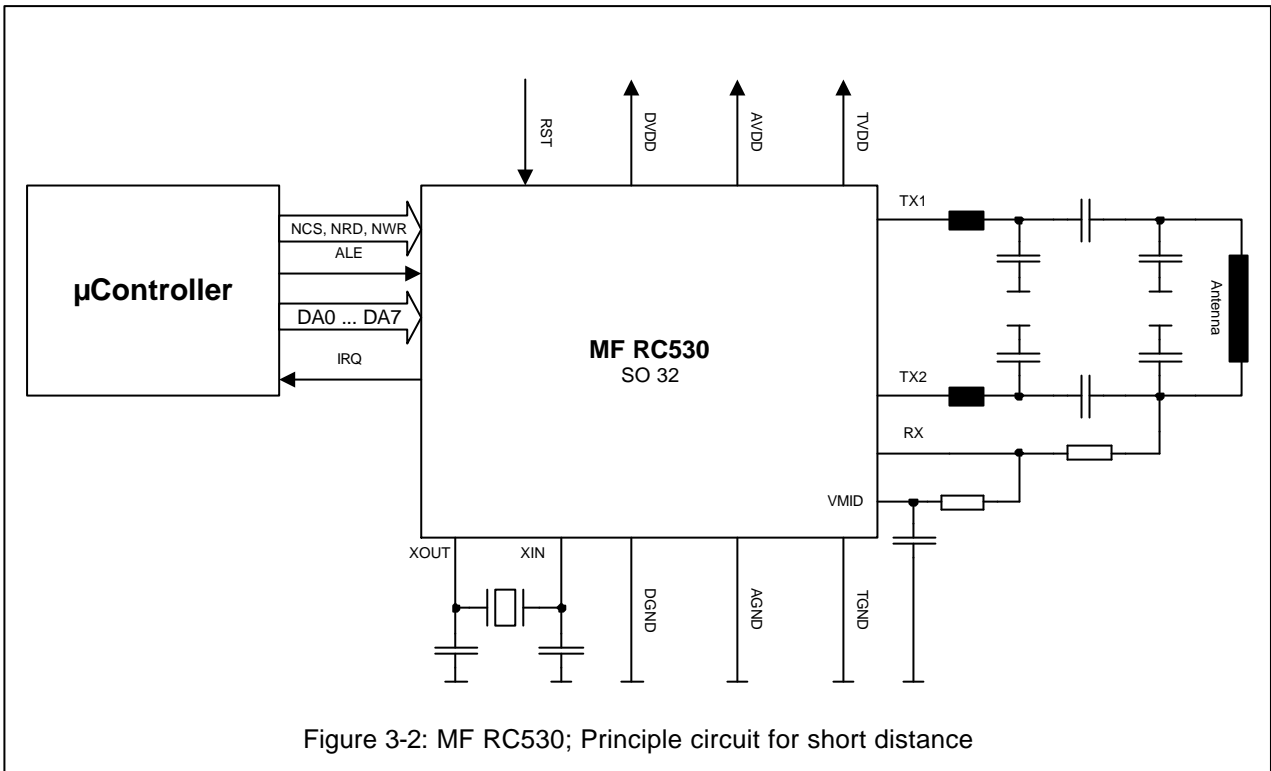 RST
DVDD
AVDD
TVDD
µController
NCS, NRD, NWR
ALE
DA0 ... DA7
IRQ
MF RC530
SO 32
TX1
TX2
RX
VMID
Antenna
XOUT
XIN
DGND
AGND
TGND
Figure 3-2: MF RC530; Principle circuit for short distance